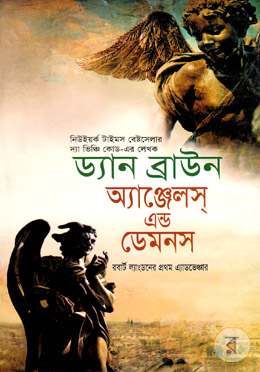 নিউইয়র্ক টাইমস বেষ্টসেলার
দ্যা ভিঞ্চি কোড-এর লেখক
ড্যান ব্রাউন
অ্যাঞ্জেলস্
এন্ড
ডেমনস
রবার্ট ল্যাংডনের প্রথম এ্যাডভেঞ্চার